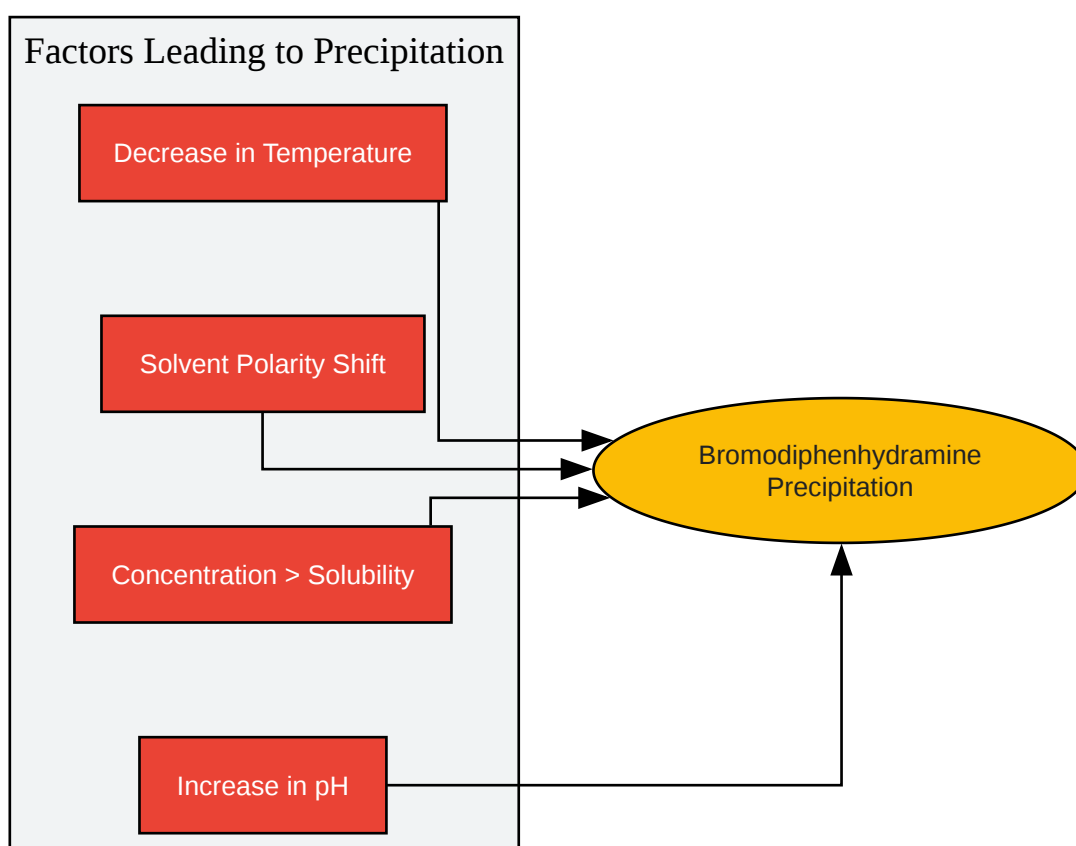 Factors Leading to Precipitation
Decrease in Temperature
Solvent Polarity Shift
Bromodiphenhydramine
Precipitation
Concentration > Solubility
Increase in pH